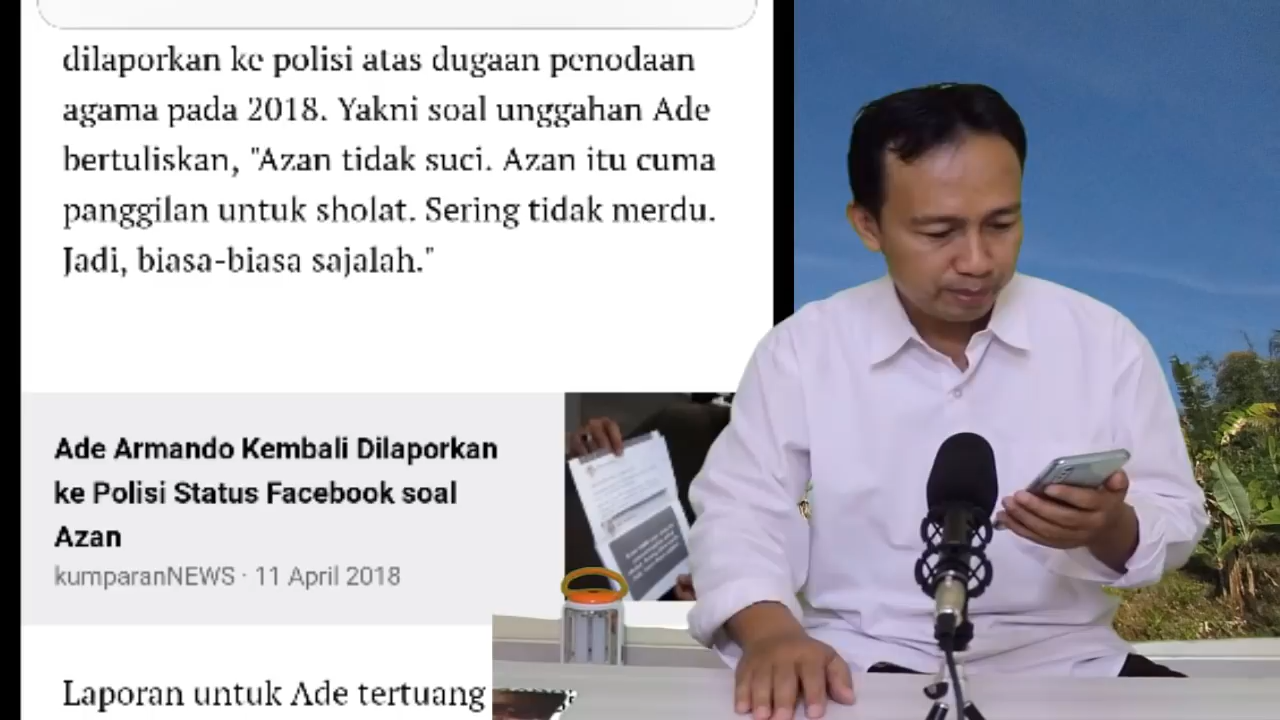 dilaporkan ke polisi atas dugaan penodaan
agama pada 2018. Yakni soal unggahan Ade
bertuliskan, "Azan tidak suci. Azan itu cuma
panggilan untuk sholat. Sering tidak merdu.
Jadi, biasa-biasa sajalah."
Ade Armando Kembali Dilaporkan
ke Polisi Status Facebook soal
Azan
kumparanNEWS · 11 April 2018
Laporan untuk Ade tertuang